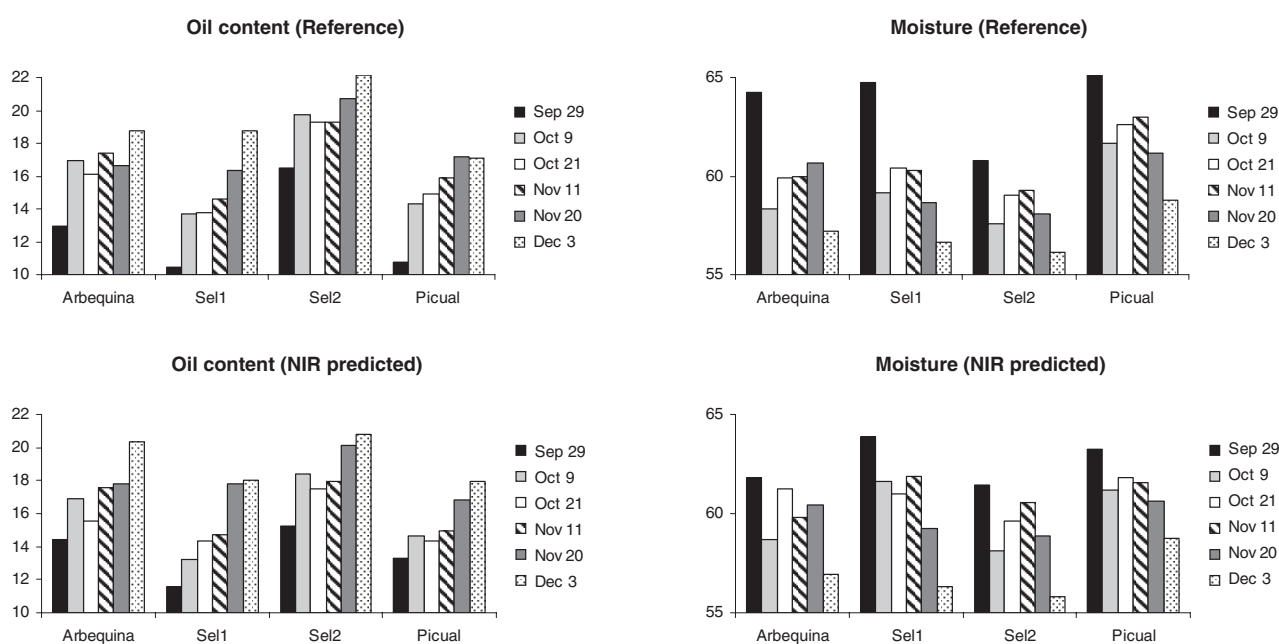 Oil content (Reference)
22
20
18
16
14
12
10
Arbequina Sel1 Sel2 Picual
Sep 29
Oct 9
Oct 21
Nov 11
Nov 20
Dec 3
Moisture (Reference)
65
60
55
Arbequina Sel1 Sel2 Picual
Sep 29
Oct 9
Oct 21
Nov 11
Nov 20
Dec 3
Oil content (NIR predicted)
22
20
18
16
14
12
10
Arbequina Sel1 Sel2 Picual
Sep 29
Oct 9
Oct 21
Nov 11
Nov 20
Dec 3
Moisture (NIR predicted)
65
60
55
Arbequina Sel1 Sel2 Picual
Sep 29
Oct 9
Oct 21
Nov 11
Nov 20
Dec 3